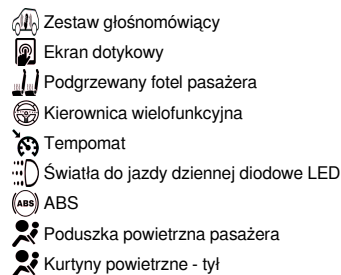 Zestaw głośnomówiący
Ekran dotykowy
Podgrzewany fotel pasażera
Kierownica wielofunkcyjna
Tempomat
Światła do jazdy dziennej diodowe LED
(ABS) ABS
Poduszka powietrzna pasażera
Kurtyny powietrzne - tył